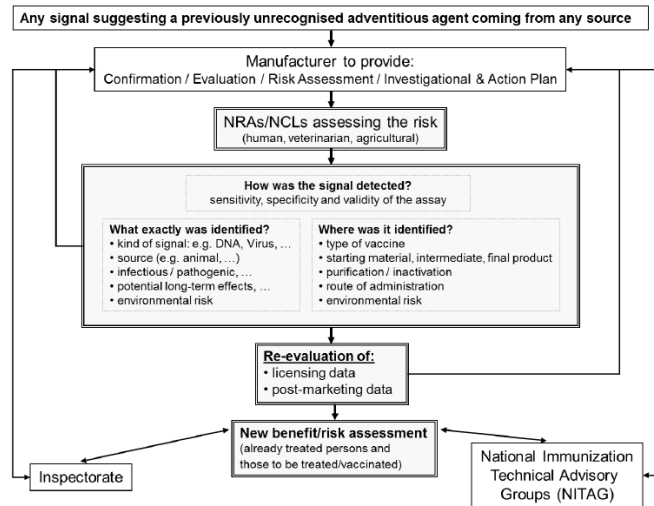 Any signal suggesting a previously unrecognised adventitious agent coming from any source
Manufacturer to provide:
Confirmation / Evaluation / Risk Assessment / Investigational & Action Plan
NRAs/NCLs assessing the risk
(human, veterinarian, agricultural)
How was the signal detected?
sensitivity, specificity and validity of the assay
What exactly was identified?
• kind of signal: e.g. DNA, Virus, ...
• source (e.g. animal, ...)
• infectious / pathogenic, ...
• potential long-term effects, ...
• environmental risk
Where was it identified?
• type of vaccine
• starting material, intermediate, final product
• purification / inactivation
• route of administration
• environmental risk
Re-evaluation of:
• licensing data
• post-marketing data
New benefit/risk assessment
(already treated persons and
those to be treated/vaccinated)
Inspectorate
National Immunization
Technical Advisory
Groups (NITAG)